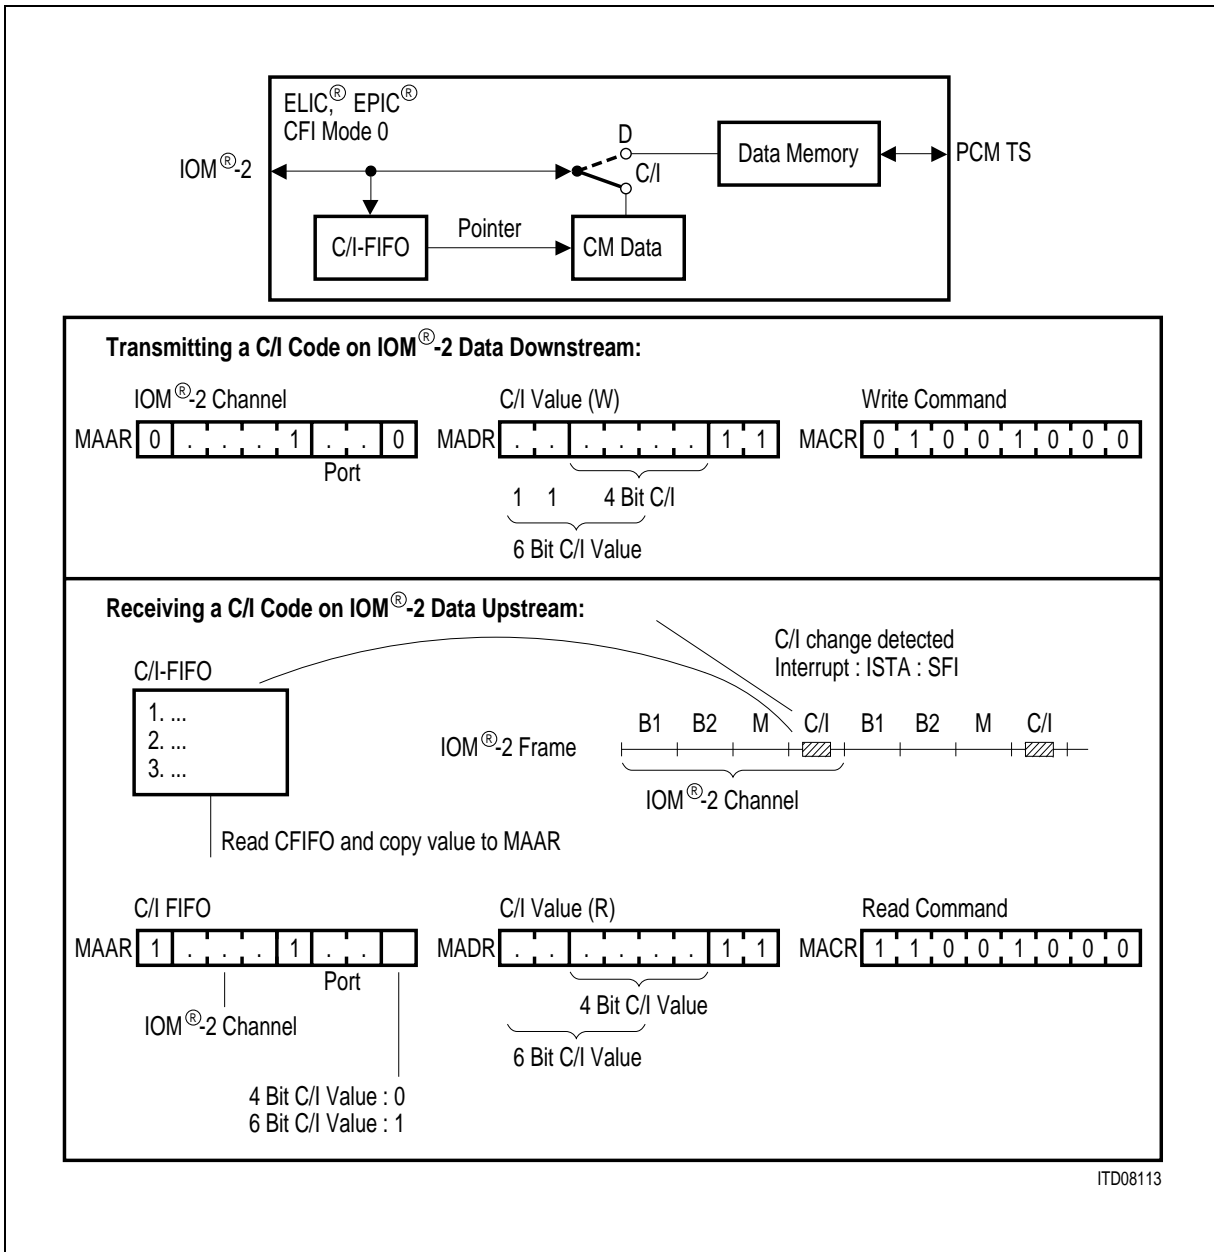 ELIC,® EPIC®
CFI Mode 0
D
Data Memory
PCM TS
IOM®-2
C/I
Pointer
C/I-FIFO
CM Data
Transmitting a C/I Code on IOM®-2 Data Downstream:
IOM®-2 Channel C/I Value (W) Write Command
MAAR 0 . . . 1 . . 0 MADR . . . . . . 1 1 MACR 0 1 0 0 1 0 0 0
Port
1 1 4 Bit C/I
6 Bit C/I Value
Receiving a C/I Code on IOM®-2 Data Upstream:
C/I change detected
Interrupt : ISTA : SFI
C/I-FIFO
1. ...
2. ...
3. ...
B1 B2 M C/I B1 B2 M C/I
IOM®-2 Frame
IOM®-2 Channel
Read CFIFO and copy value to MAAR
C/I FIFO C/I Value (R) Read Command
MAAR 1 . . . 1 . . MADR . . . . . . 1 1 MACR 1 1 0 0 1 0 0 0
Port
4 Bit C/I Value
IOM®-2 Channel
6 Bit C/I Value
4 Bit C/I Value : 0
6 Bit C/I Value : 1
ITD08113